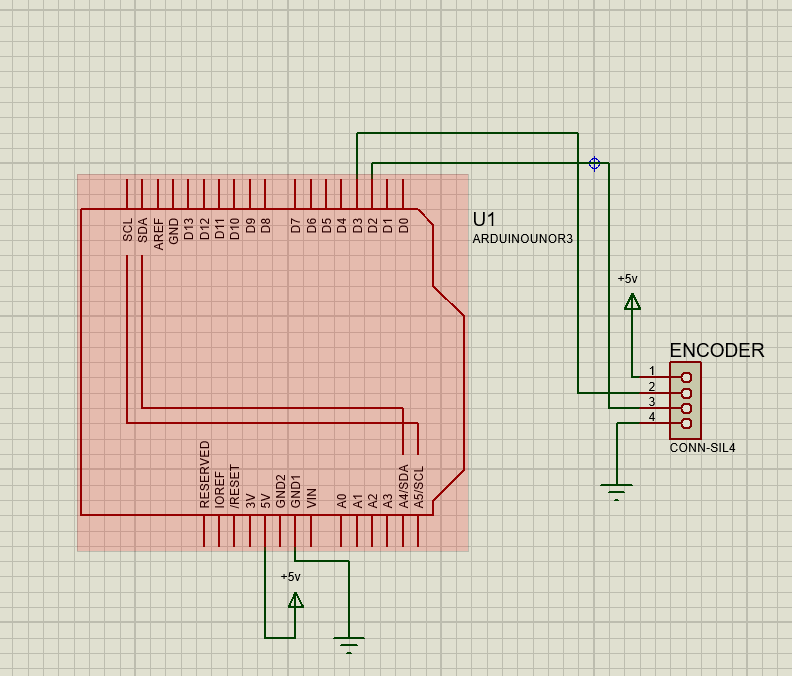 SCL
SDA
AREF
GND
D13
D12
D11
D10
D9
D8
D7
D6
D5
D4
D3
D2
D1
D0
U1
ARDUINOUNOR3
+5v
ENCODER
1
2
3
4
CONN-SIL4
RESERVED
IOREF
/RESET
3V
5V
GND2
GND1
VIN
A0
A1
A2
A3
A4/SDA
A5/SCL
+5v